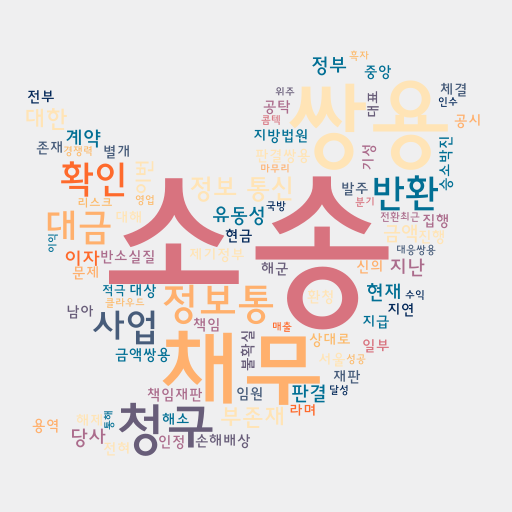 흑자
정부
중앙
전부
위주
쌍용
체결
인수
대한
공탁
대표
콤텍
공시
계약
지방법원
존재
경쟁력
별개
기성
승소박진
마무리
확인
정보통신
발주
반환
분기
리스크
영업
대금
대해
유동성
국방
전환최근
집행
금액
소송
현금
이자
반소실질
대응쌍용
이익
문제
해군
신의
지난
적극
대상
정보통
현재
수익
클라우드
남아
지연
사업
책임
매출
지급
불확실
상대로
채무
일부
금액쌍용
성공
재판
책임재판
임원
판결
달성
청구
해소
부존재
라며
용역
통해
당사
인정
손해배상